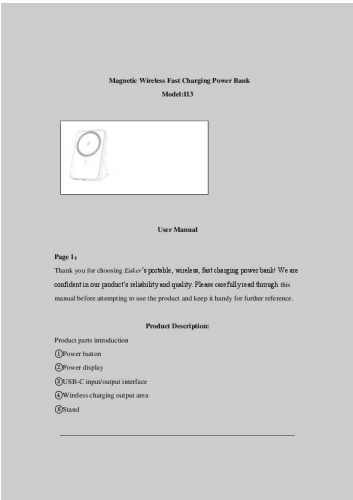 Magnetic Wireless Fast Charging Power Bank
Model:I13
User Manual
Page 1:
Thank you for choosing Euker's portable, wireless, fast charging power bank! We are
confident in our product's reliability and quality. Please carefully read through this
manual before attempting to use the product and keep it handy for further reference.
Product Description:
Product parts introduction
①Power button
②Power display
③USB-C input/output interface
④Wireless charging output area
⑤Stand